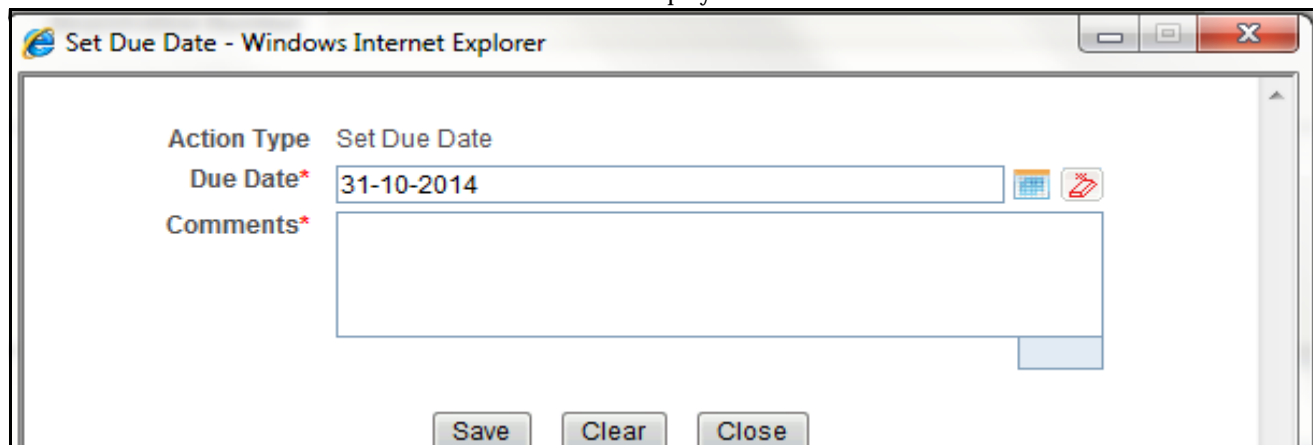 Set Due Date - Windows Internet Explorer
Action Type Set Due Date
Due Date* 31-10-2014
Comments*
Save Clear Close